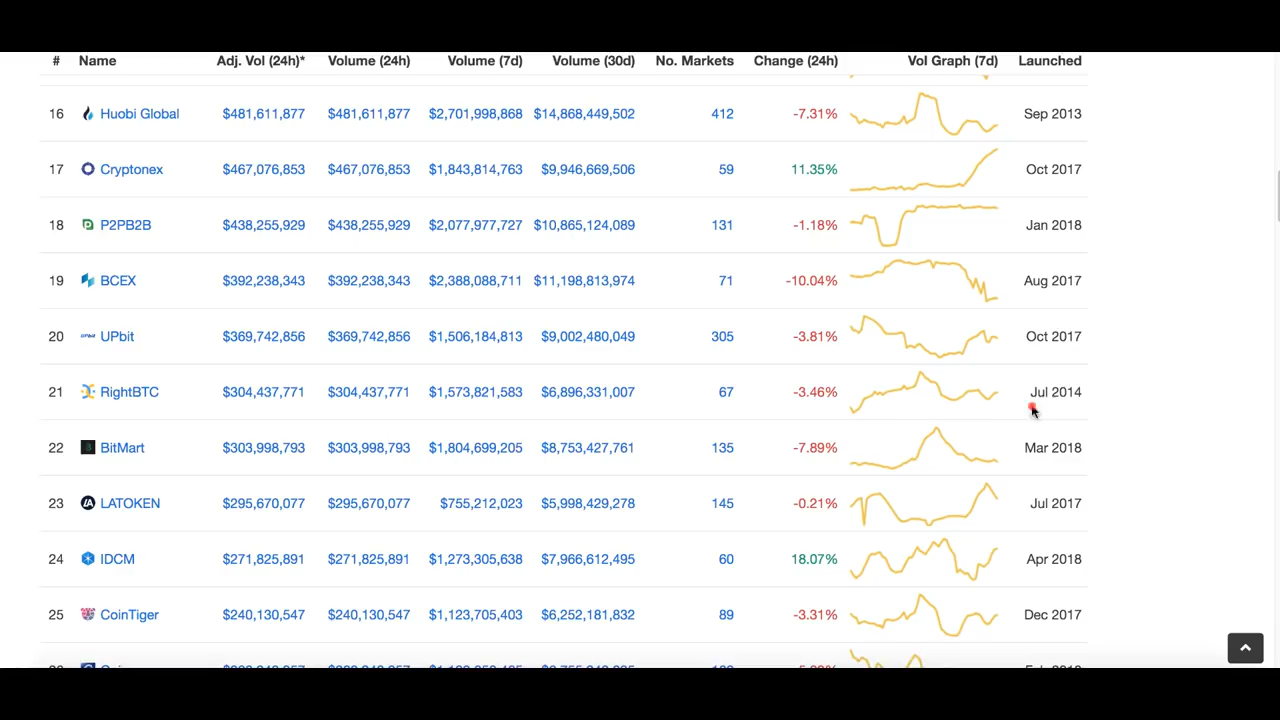 # Name Adj. Vol (24h)* Volume (24h) Volume (7d) Volume (30d) No. Markets Change (24h) Vol Graph (7d) Launched
16 Huobi Global $481,611,877 $481,611,877 $2,701,998,868 $14,868,449,502 412 -7.31% Sep 2013
17 Cryptonex $467,076,853 $467,076,853 $1,843,814,763 $9,946,669,506 59 11.35% Oct 2017
18 P2PB2B $438,255,929 $438,255,929 $2,077,977,727 $10,865,124,089 131 -1.18% Jan 2018
19 BCEX $392,238,343 $392,238,343 $2,388,088,711 $11,198,813,974 71 -10.04% Aug 2017
20 UPbit $369,742,856 $369,742,856 $1,506,184,813 $9,002,480,049 305 -3.81% Oct 2017
21 RightBTC $304,437,771 $304,437,771 $1,573,821,583 $6,896,331,007 67 -3.46% Jul 2014
22 BitMart $303,998,793 $303,998,793 $1,804,699,205 $8,753,427,761 135 -7.89% Mar 2018
23 LATOKEN $295,670,077 $295,670,077 $755,212,023 $5,998,429,278 145 -0.21% Jul 2017
24 IDCM $271,825,891 $271,825,891 $1,273,305,638 $7,966,612,495 60 18.07% Apr 2018
25 CoinTiger $240,130,547 $240,130,547 $1,123,705,403 $6,252,181,832 89 -3.31% Dec 2017